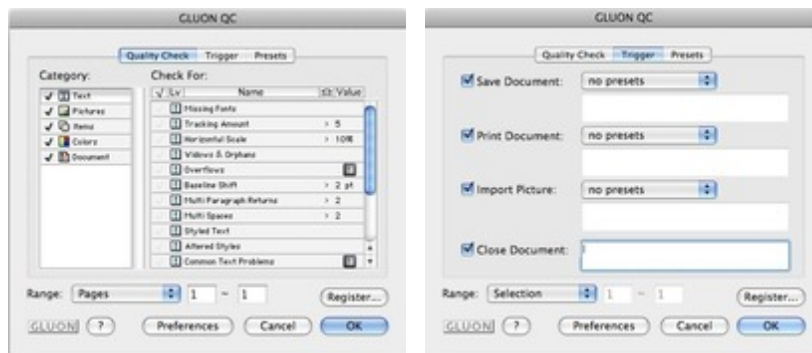 GLUON QC
Quality Check Trigger Presets
Category: Check For:
Text
Pictures
Items
Colors
Document
√ Lv Name ≤≥ Value
Missing Fonts
Tracking Amount > 5
Horizontal Scale > 10%
Widows & Orphans
Overflows
Baseline Shift > 2 pt
Multi Paragraph Returns > 2
Multi Spaces > 2
Styled Text
Altered Styles
Common Text Problems
Range: Pages 1 ~ 1 Register...
GLUON ? Preferences Cancel OK
GLUON QC
Quality Check Trigger Presets
Save Document: no presets
Print Document: no presets
Import Picture: no presets
Close Document:
Range: Selection 1 ~ 1 Register...
GLUON ? Preferences Cancel OK